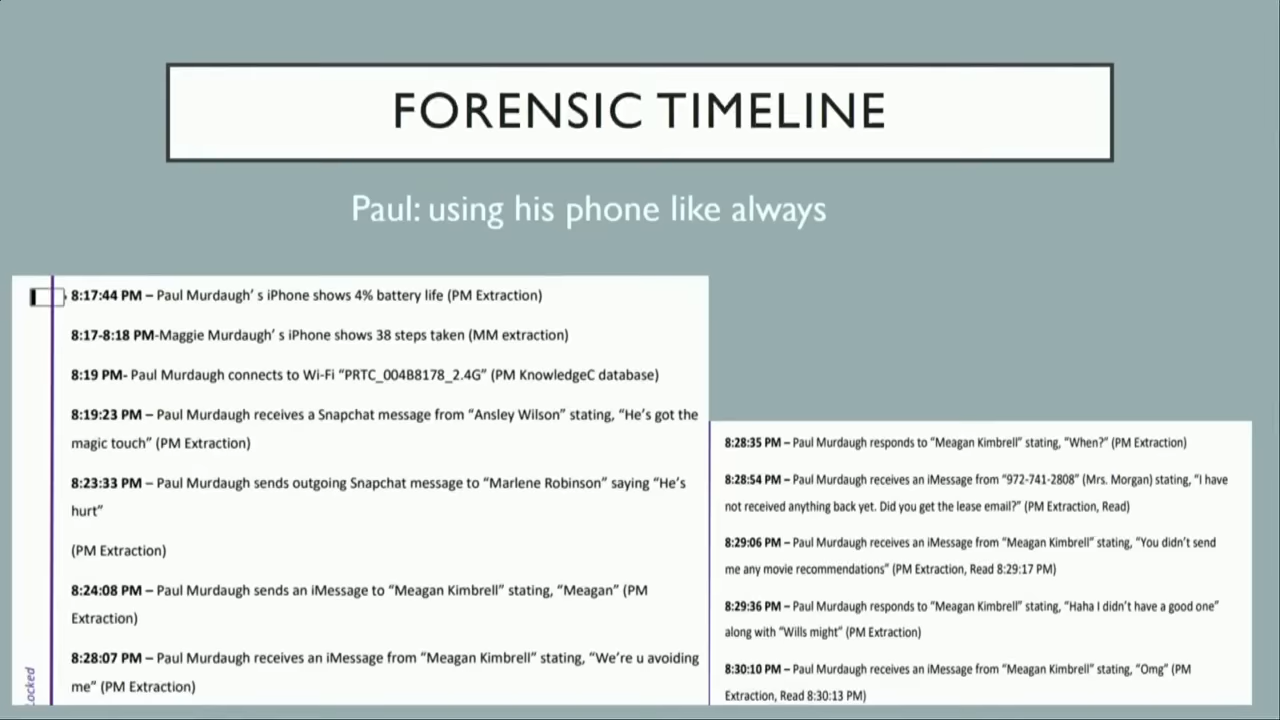 FORENSIC TIMELINE
Paul: using his phone like always
8:17:44 PM – Paul Murdaugh' s iPhone shows 4% battery life (PM Extraction)
8:17-8:18 PM-Maggie Murdaugh' s iPhone shows 38 steps taken (MM extraction)
8:19 PM- Paul Murdaugh connects to Wi-Fi “PRTC_004B8178_2.4G” (PM KnowledgeC database)
8:19:23 PM – Paul Murdaugh receives a Snapchat message from “Ansley Wilson” stating, “He’s got the
magic touch” (PM Extraction)
8:23:33 PM – Paul Murdaugh sends outgoing Snapchat message to “Marlene Robinson” saying “He’s
hurt”
(PM Extraction)
8:24:08 PM – Paul Murdaugh sends an iMessage to “Meagan Kimbrell” stating, “Meagan” (PM
Extraction)
8:28:07 PM – Paul Murdaugh receives an iMessage from “Meagan Kimbrell” stating, “We’re u avoiding
me” (PM Extraction)
8:28:35 PM – Paul Murdaugh responds to “Meagan Kimbrell” stating, “When?” (PM Extraction)
8:28:54 PM – Paul Murdaugh receives an iMessage from “972-741-2808” (Mrs. Morgan) stating, “I have
not received anything back yet. Did you get the lease email?” (PM Extraction, Read)
8:29:06 PM – Paul Murdaugh receives an iMessage from “Meagan Kimbrell” stating, “You didn’t send
me any movie recommendations” (PM Extraction, Read 8:29:17 PM)
8:29:36 PM – Paul Murdaugh responds to “Meagan Kimbrell” stating, “Haha I didn’t have a good one”
along with “Wills might” (PM Extraction)
8:30:10 PM – Paul Murdaugh receives an iMessage from “Meagan Kimbrell” stating, “Omg” (PM
Extraction, Read 8:30:13 PM)